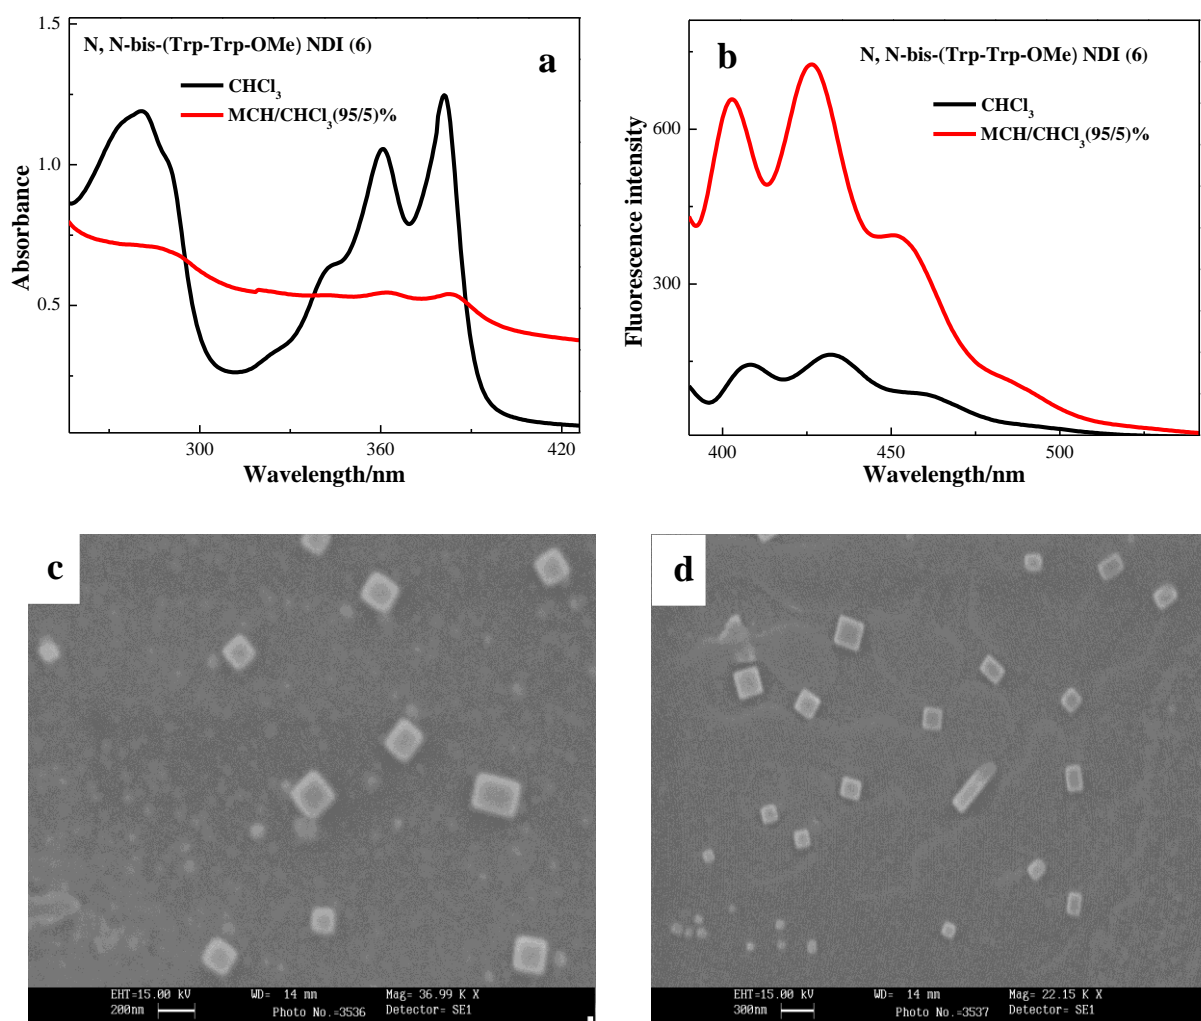 N, N-bis-(Trp-Trp-OMe) NDI (6)
a
CHCl3
MCH/CHCl3(95/5)%
1.5
1.0
0.5
Absorbance
300
360
420
Wavelength/nm
b
N, N-bis-(Trp-Trp-OMe) NDI (6)
CHCl3
MCH/CHCl3(95/5)%
600
300
Fluorescence intensity
400
450
500
Wavelength/nm
c
EHT=15.00 kV WD= 14 mm Mag= 36.99 K X
200nm Photo No.=3536 Detector= SE1
d
EHT=15.00 kV WD= 14 mm Mag= 22.15 K X
300nm Photo No.=3537 Detector= SE1